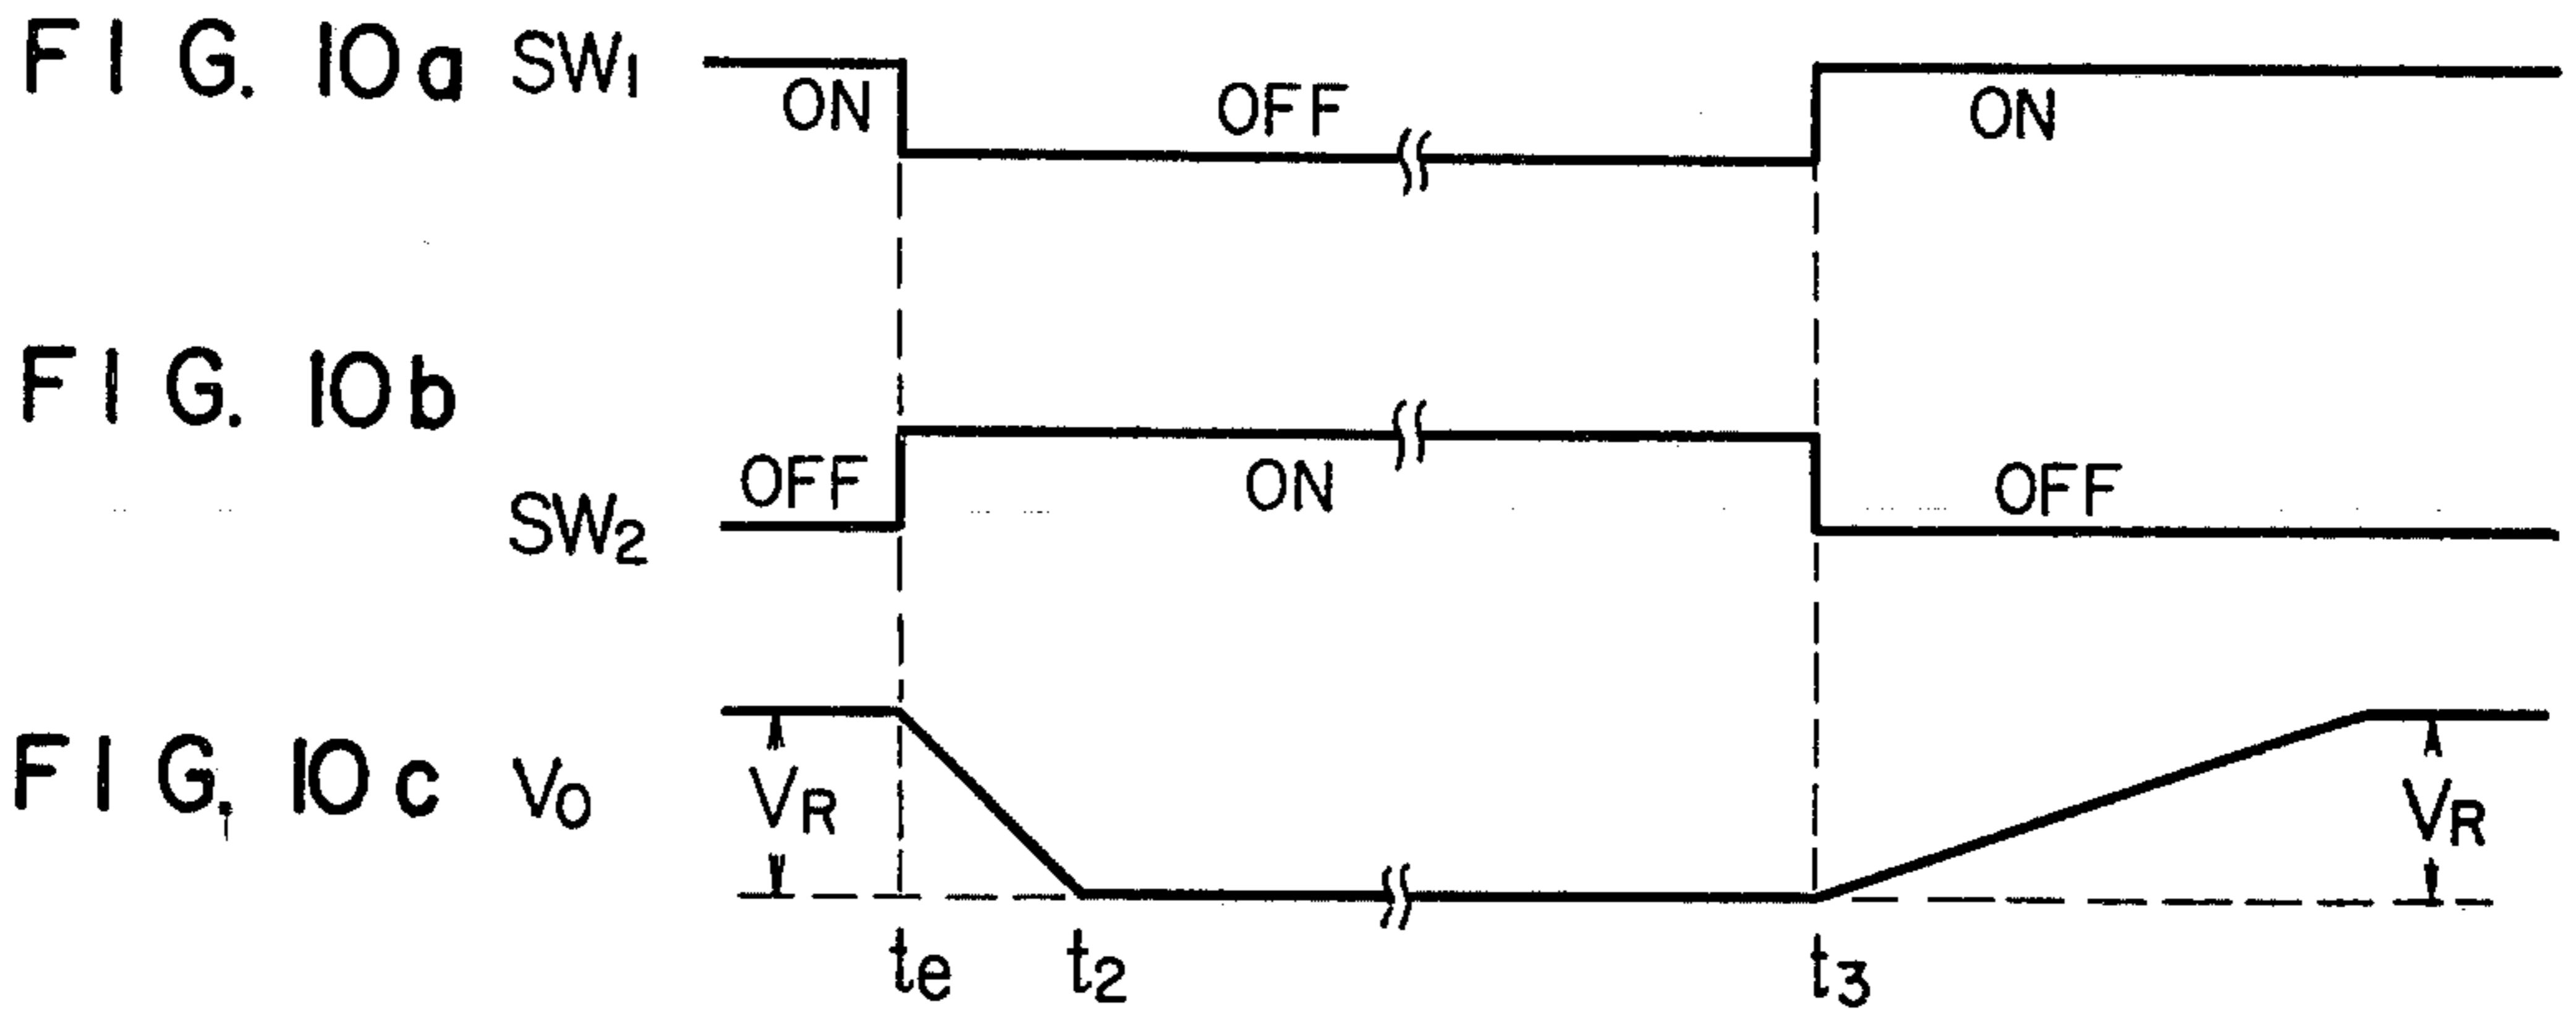 FIG. 10a SW1
ON OFF ON
FIG. 10b
SW2
OFF ON OFF
FIG. 10c VO
VR VR
te t2 t3